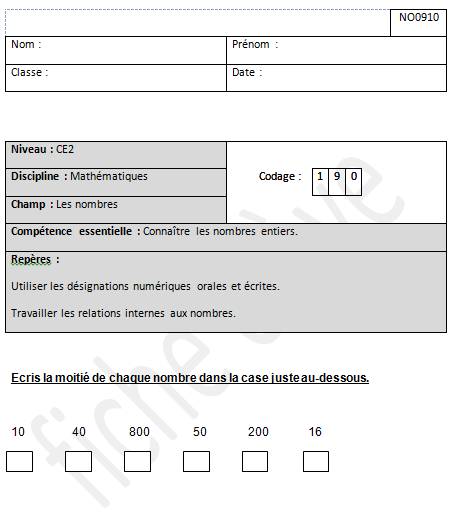 NO0910
Nom :
Prénom :
Classe :
Date :
Niveau : CE2
Discipline : Mathématiques
Codage : 1 9 0
Champ : Les nombres
Compétence essentielle : Connaître les nombres entiers.
Repères :
Utiliser les désignations numériques orales et écrites.
Travailler les relations internes aux nombres.
Ecris la moitié de chaque nombre dans la case juste au-dessous.
10 40 800 50 200 16
fiche élève